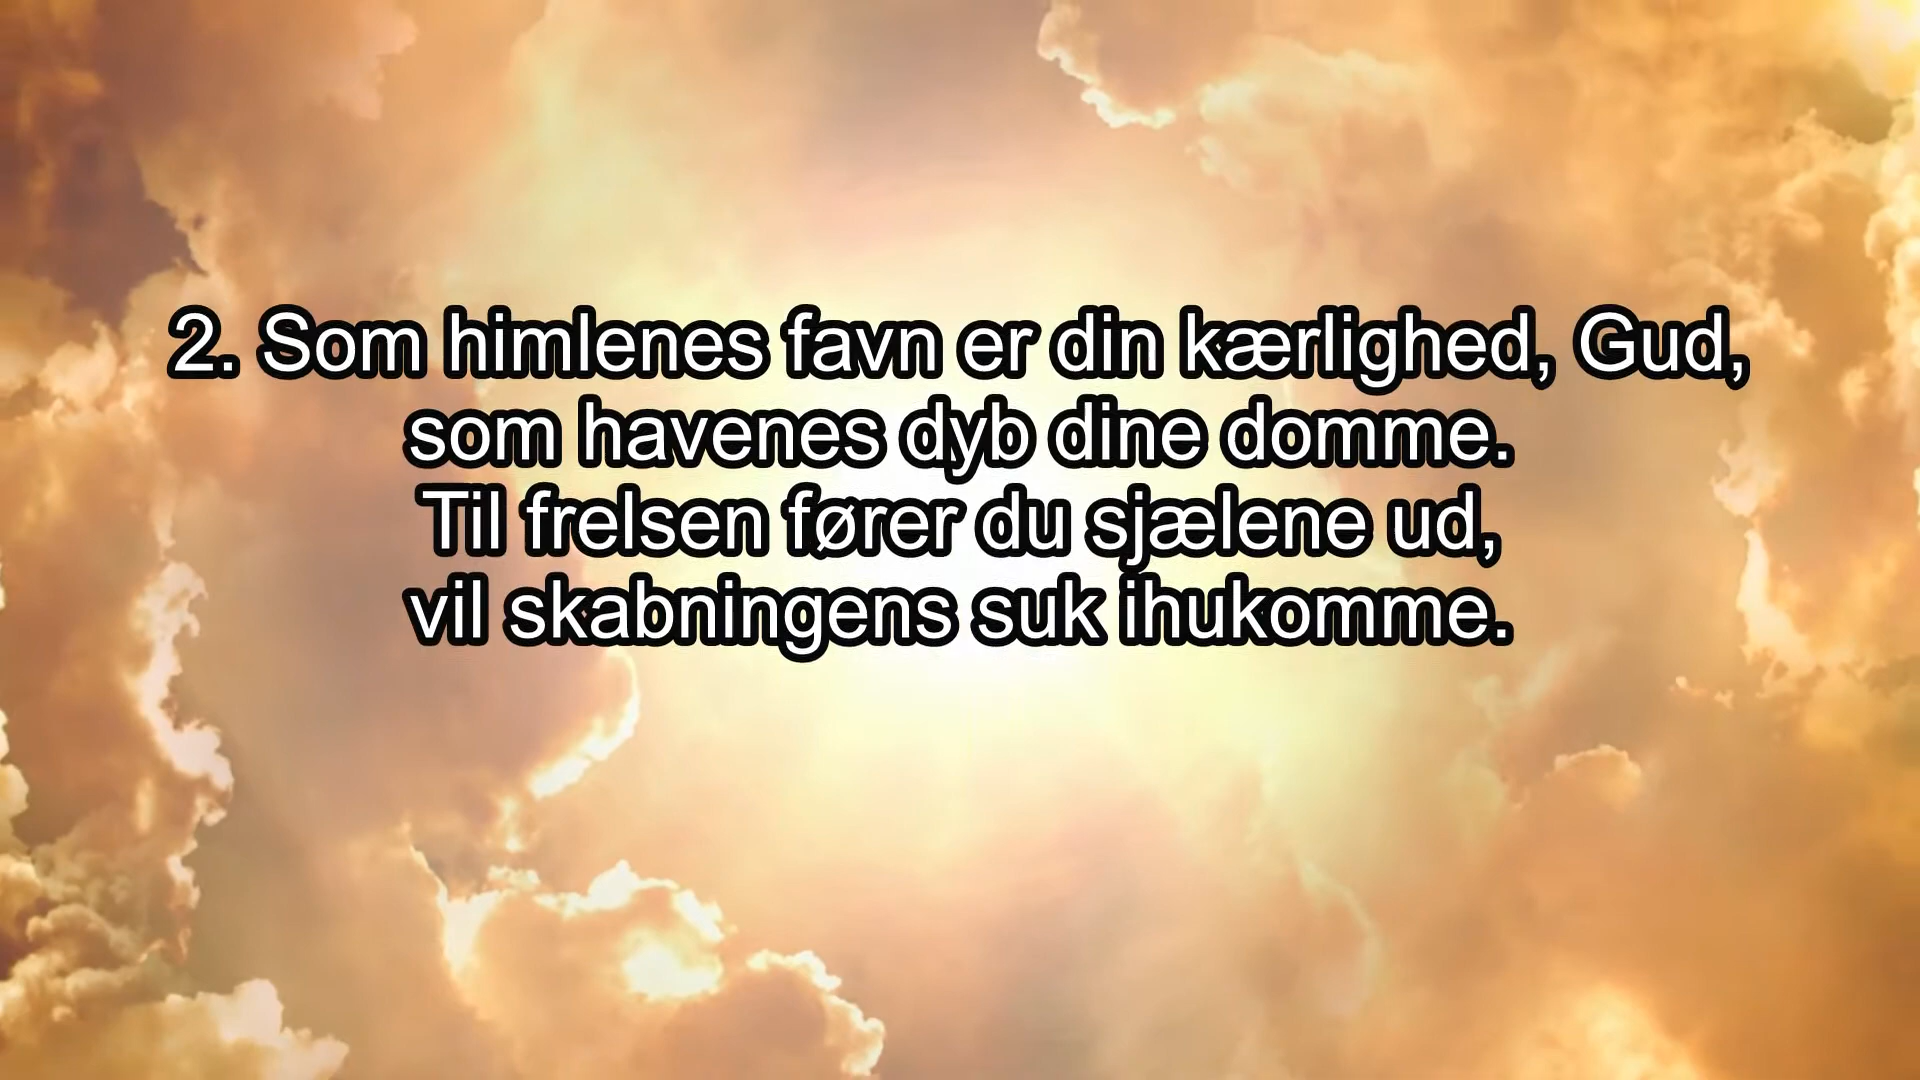 2. Som himlenes favn er din kærlighed, Gud,
som havenes dyb dine domme.
Til frelsen fører du sjælene ud,
vil skabningens suk ihukomme.